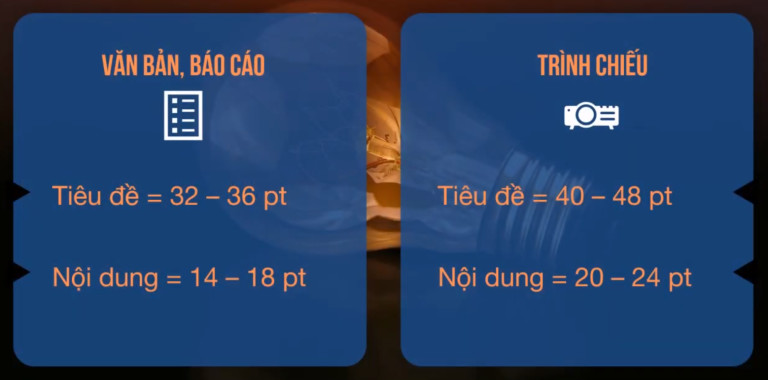 VĂN BẢN, BÁO CÁO
Tiêu đề = 32 – 36 pt
Nội dung = 14 – 18 pt
TRÌNH CHIẾU
Tiêu đề = 40 – 48 pt
Nội dung = 20 – 24 pt